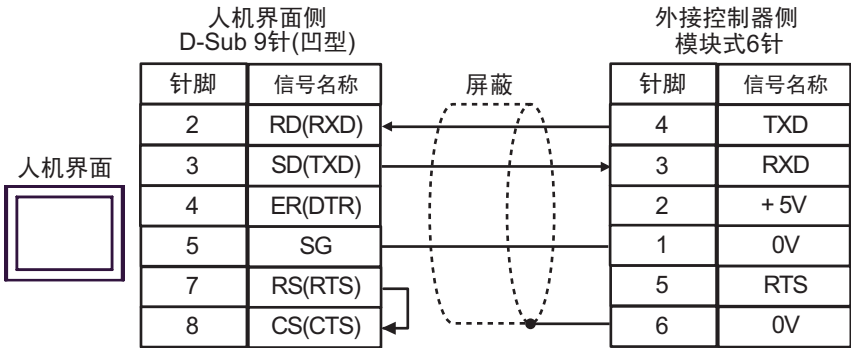 人机界面侧
D-Sub 9针(凹型)
外接控制器侧
模块式6针
人机界面
屏蔽
针脚 信号名称
2 RD(RXD)
3 SD(TXD)
4 ER(DTR)
5 SG
7 RS(RTS)
8 CS(CTS)
针脚 信号名称
4 TXD
3 RXD
2 +5V
1 0V
5 RTS
6 0V